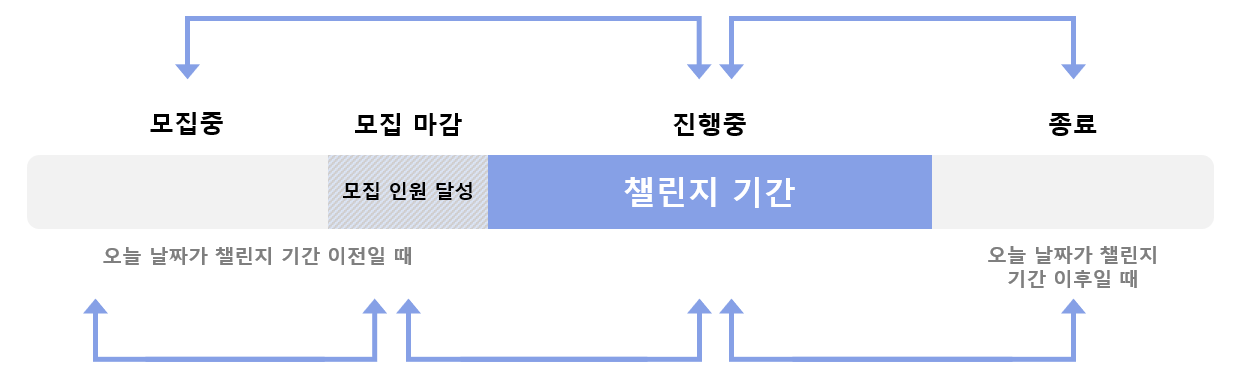 모집중
모집 마감
진행중
종료
모집 인원 달성
챌린지 기간
오늘 날짜가 챌린지 기간 이전일 때
오늘 날짜가 챌린지
기간 이후일 때